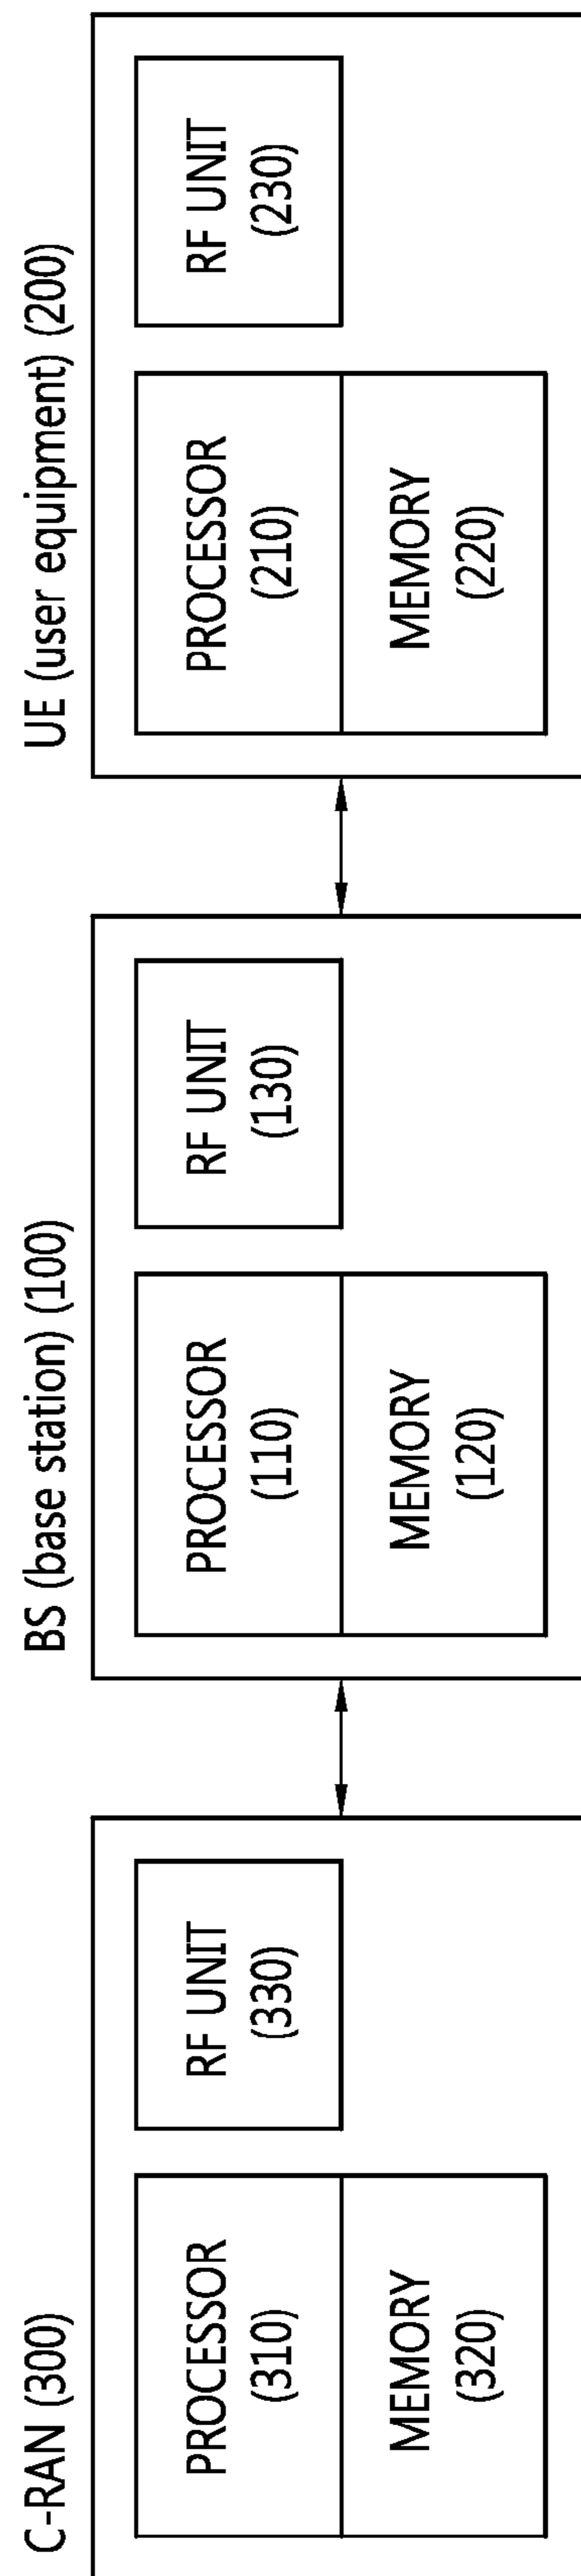 C-RAN (300)
PROCESSOR
(310)
MEMORY
(320)
RF UNIT
(330)
BS (base station) (100)
PROCESSOR
(110)
MEMORY
(120)
RF UNIT
(130)
UE (user equipment) (200)
PROCESSOR
(210)
MEMORY
(220)
RF UNIT
(230)